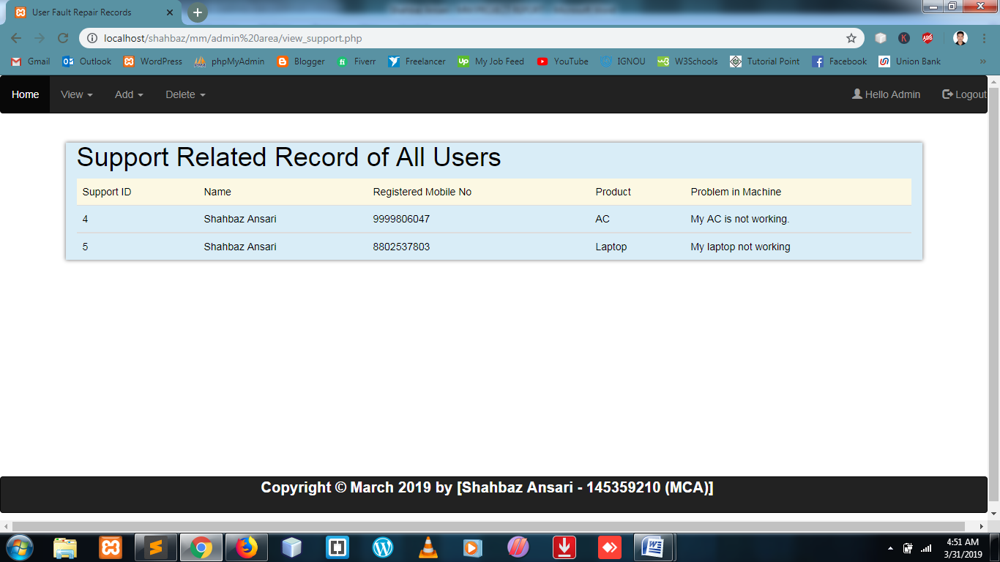 User Fault Repair Records
localhost/shahbaz/mm/admin%20area/view_support.php
K ABP
Gmail Outlook WordPress phpMyAdmin Blogger fi Fiverr Freelancer Up My Job Feed YouTube IGNOU W3Schools Tutorial Point Facebook Union Bank »
Home View Add Delete Hello Admin Logout
Support Related Record of All Users
Support ID Name Registered Mobile No Product Problem in Machine
4 Shahbaz Ansari 9999806047 AC My AC is not working.
5 Shahbaz Ansari 8802537803 Laptop My laptop not working
Copyright © March 2019 by [Shahbaz Ansari - 145359210 (MCA)]
4:51 AM
3/31/2019